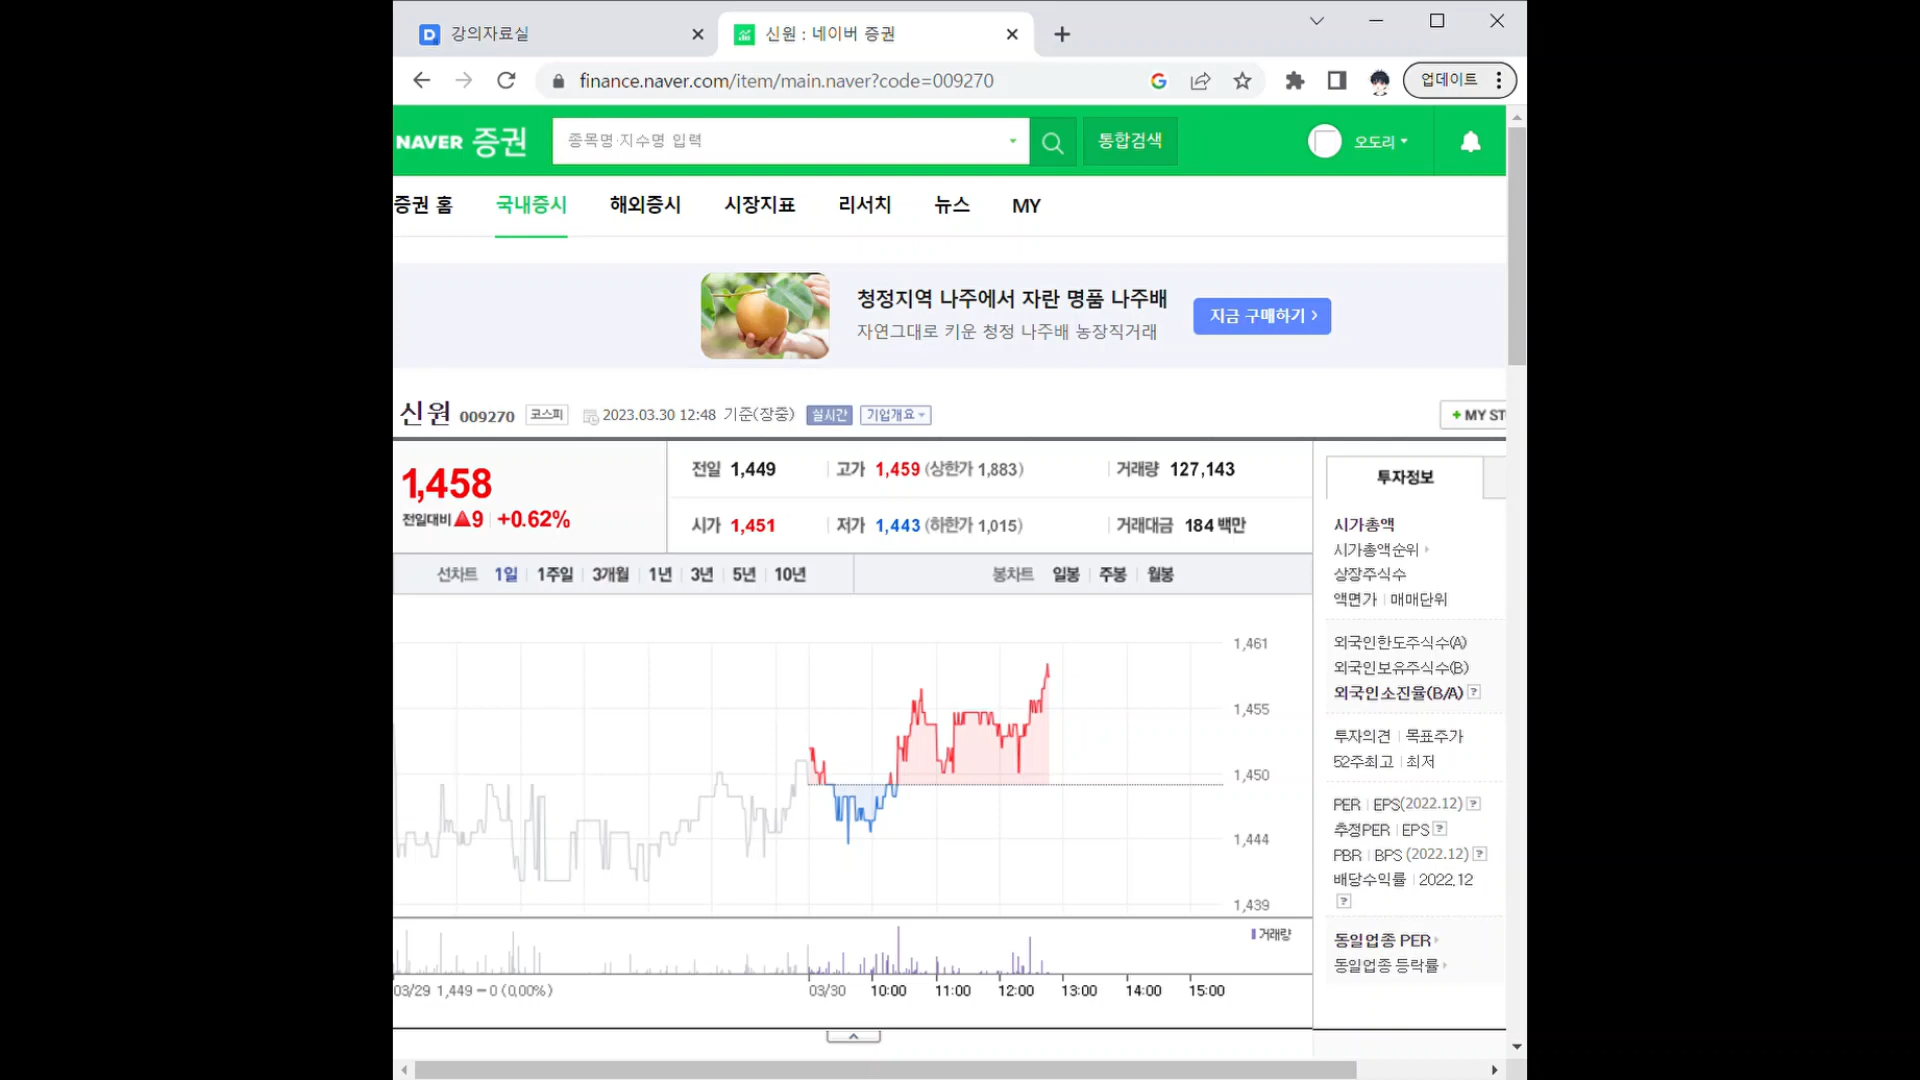 강의자료실
신원 : 네이버 증권
finance.naver.com/item/main.naver?code=009270
업데이트
NAVER 증권
종목명·지수명 입력
통합검색
오도리
증권 홈 국내증시 해외증시 시장지표 리서치 뉴스 MY
청정지역 나주에서 자란 명품 나주배
자연그대로 키운 청정 나주배 농장직거래
지금 구매하기 ›
신원 009270 코스피 2023.03.30 12:48 기준(장중) 실시간 기업개요
+ MY ST
1,458
전일대비 ▲9 +0.62%
전일 1,449 고가 1,459 (상한가 1,883) 거래량 127,143
시가 1,451 저가 1,443 (하한가 1,015) 거래대금 184 백만
선차트 1일 1주일 3개월 1년 3년 5년 10년
봉차트 일봉 주봉 월봉
1,461
1,455
1,450
1,444
1,439
거래량
03/29 1,449 – 0 (0.00%)
03/30 10:00 11:00 12:00 13:00 14:00 15:00
투자정보
시가총액
시가총액순위
상장주식수
액면가 | 매매단위
외국인한도주식수(A)
외국인보유주식수(B)
외국인소진율(B/A) ?
투자의견 | 목표주가
52주최고 | 최저
PER | EPS(2022.12) ?
추정PER | EPS ?
PBR | BPS (2022.12) ?
배당수익률 | 2022.12
?
동일업종 PER
동일업종 등락률